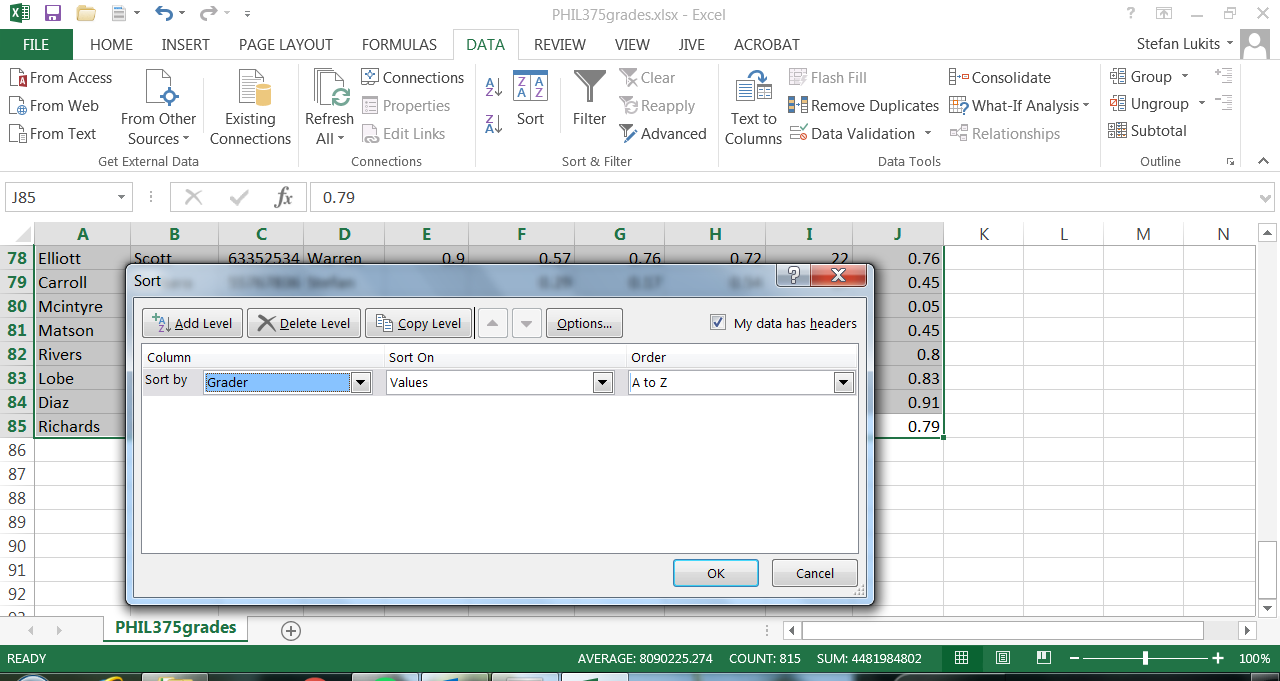 PHIL375grades.xlsx - Excel
FILE HOME INSERT PAGE LAYOUT FORMULAS DATA REVIEW VIEW JIVE ACROBAT Stefan Lukits
From Access
From Web
From Text
From Other Sources
Get External Data
Existing Connections
Refresh All
Connections
Properties
Edit Links
Connections
Sort
Filter
Clear
Reapply
Advanced
Sort & Filter
Text to Columns
Flash Fill
Remove Duplicates
Data Validation
Consolidate
What-If Analysis
Relationships
Data Tools
Group
Ungroup
Subtotal
Outline
J85 fx 0.79
A B C D E F G H I J K L M N
78 Elliott Scott 63352534 Warren 0.9 0.57 0.76 0.72 22 0.76
79 Carroll 0.45
80 Mcintyre 0.05
81 Matson 0.45
82 Rivers 0.8
83 Lobe 0.83
84 Diaz 0.91
85 Richards 0.79
86
87
88
89
90
91
92
Sort
Add Level Delete Level Copy Level Options... My data has headers
Column Sort On Order
Sort by Grader Values A to Z
OK Cancel
PHIL375grades
READY AVERAGE: 8090225.274 COUNT: 815 SUM: 4481984802 100%